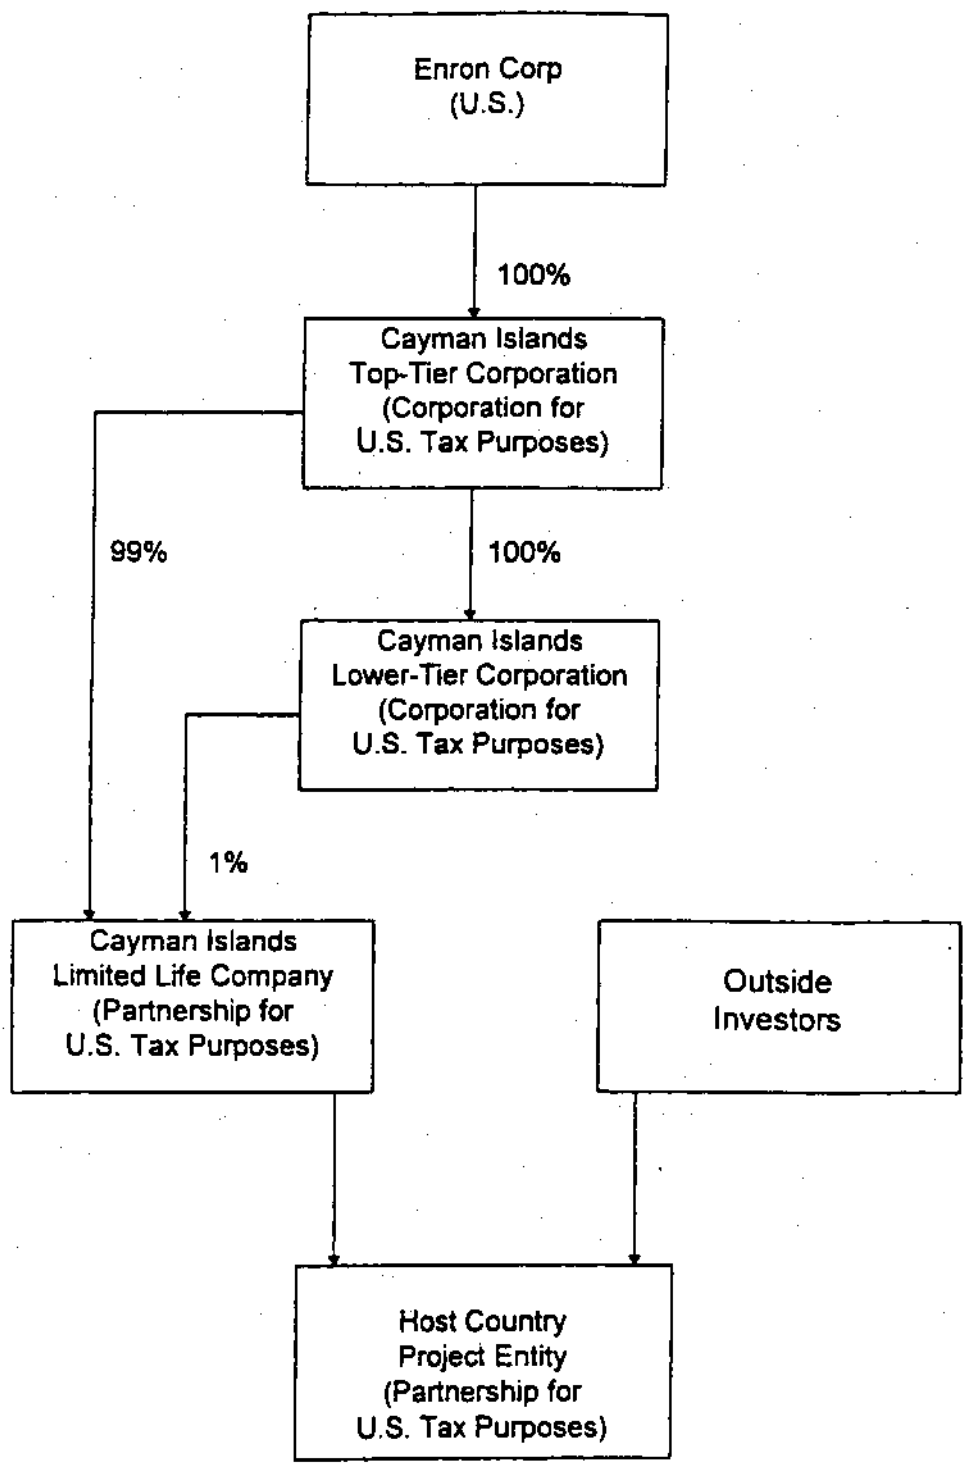 Enron Corp
(U.S.)
100%
Cayman Islands
Top-Tier Corporation
(Corporation for
U.S. Tax Purposes)
99%
100%
Cayman Islands
Lower-Tier Corporation
(Corporation for
U.S. Tax Purposes)
1%
Cayman Islands
Limited Life Company
(Partnership for
U.S. Tax Purposes)
Outside
Investors
Host Country
Project Entity
(Partnership for
U.S. Tax Purposes)